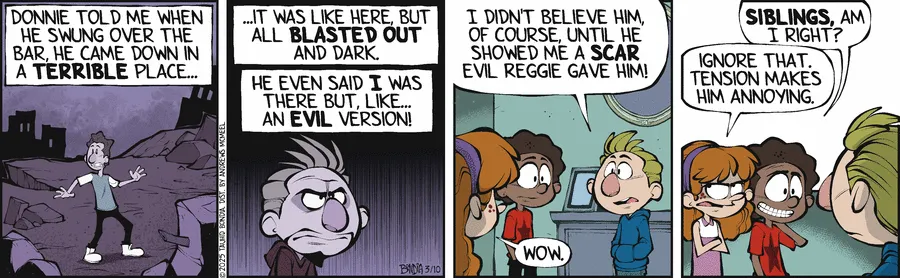 DONNIE TOLD ME WHEN
HE SWUNG OVER THE
BAR, HE CAME DOWN IN
A TERRIBLE PLACE...
© 2025 JAVAID BONDIA DIST. BY ANDREWS MCMEEL
...IT WAS LIKE HERE, BUT
ALL BLASTED OUT
AND DARK.
HE EVEN SAID I WAS
THERE BUT, LIKE...
AN EVIL VERSION!
BONDIA 3/10
I DIDN'T BELIEVE HIM,
OF COURSE, UNTIL HE
SHOWED ME A SCAR
EVIL REGGIE GAVE HIM!
WOW.
SIBLINGS, AM
I RIGHT?
IGNORE THAT.
TENSION MAKES
HIM ANNOYING.